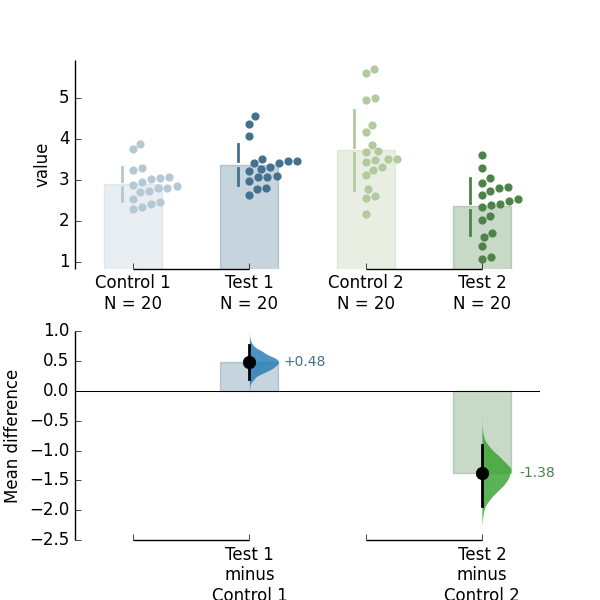 value
5
4
3
2
1
Control 1
N = 20
Test 1
N = 20
Control 2
N = 20
Test 2
N = 20
Mean difference
1.0
0.5
0.0
−0.5
−1.0
−1.5
−2.0
−2.5
+0.48
-1.38
Test 1
minus
Control 1
Test 2
minus
Control 2